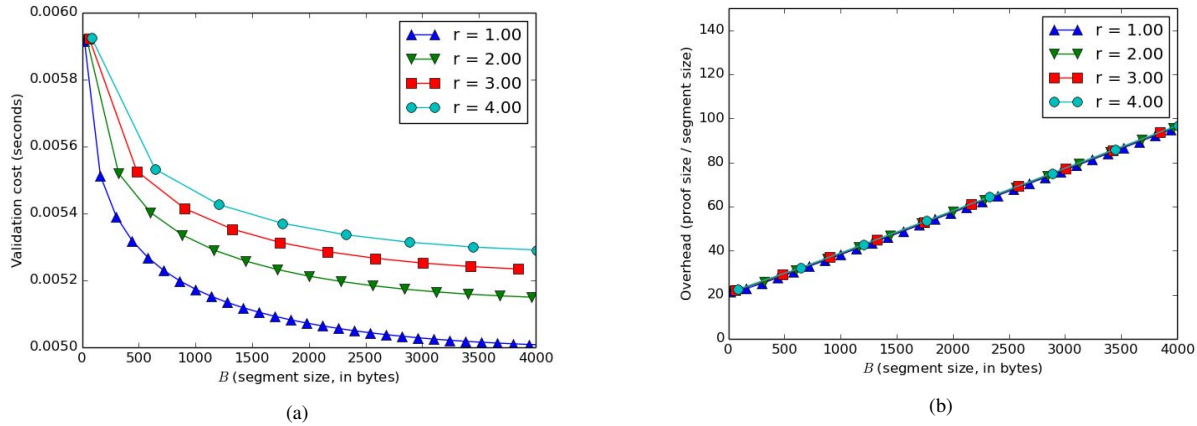 0.0060
0.0058
0.0056
0.0054
0.0052
0.0050
Validation cost (seconds)
0 500 1000 1500 2000 2500 3000 3500 4000
B (segment size, in bytes)
r = 1.00
r = 2.00
r = 3.00
r = 4.00
(a)
140
120
100
80
60
40
20
0
Overhead (proof size / segment size)
0 500 1000 1500 2000 2500 3000 3500 4000
B (segment size, in bytes)
r = 1.00
r = 2.00
r = 3.00
r = 4.00
(b)